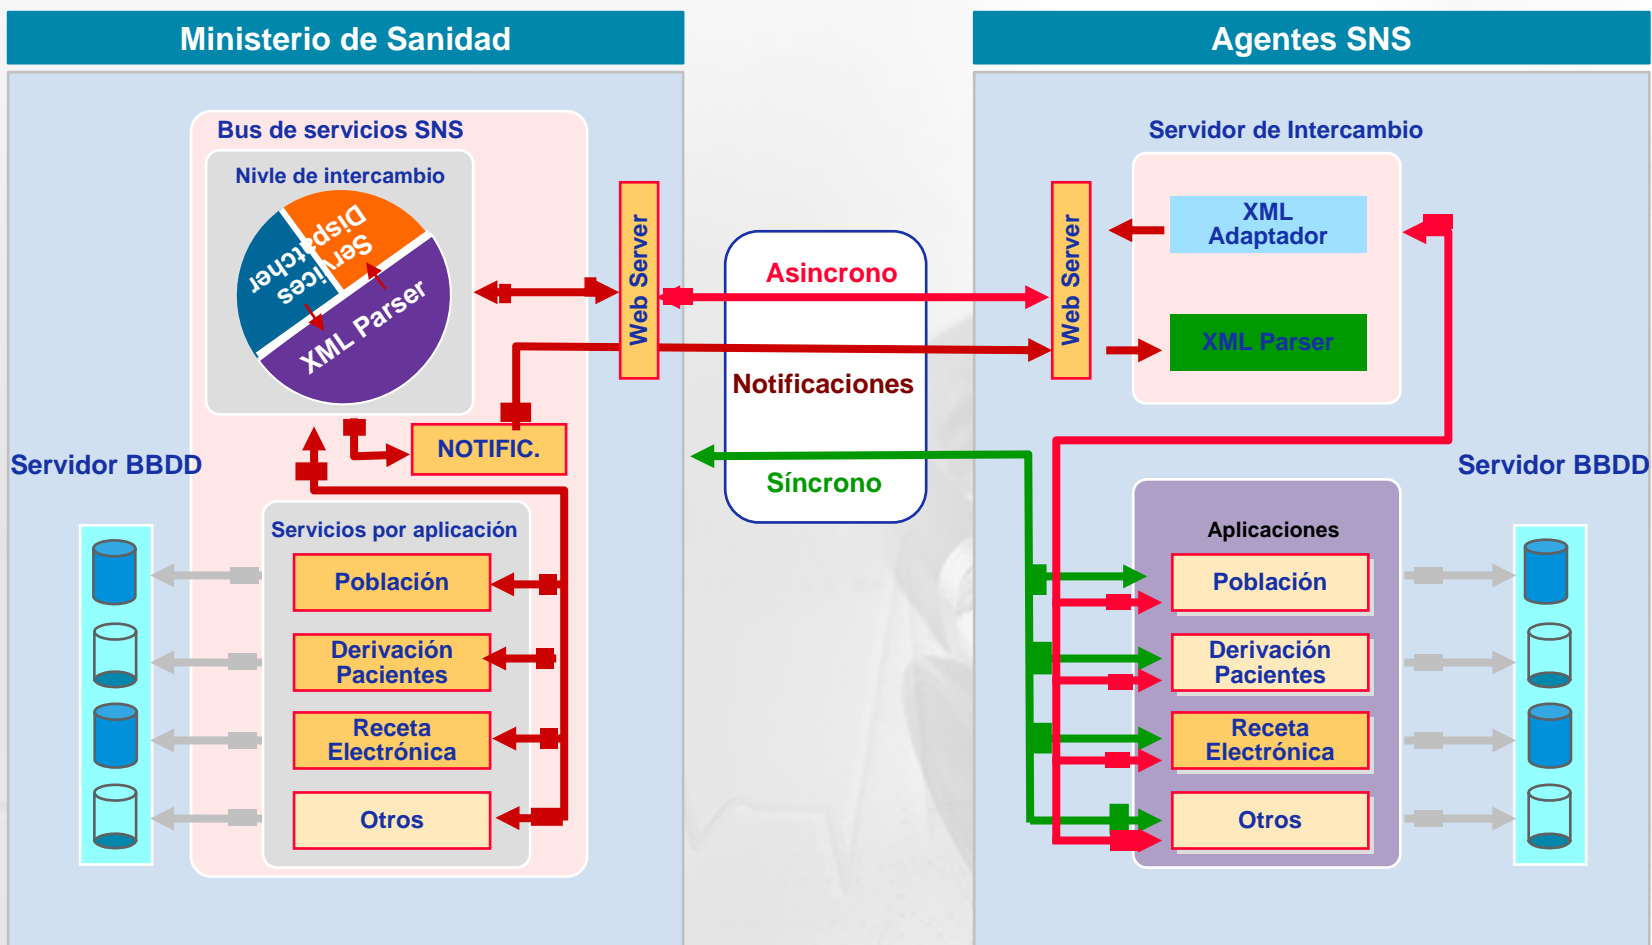 Ministerio de Sanidad
Agentes SNS
Bus de servicios SNS
Nivle de intercambio
Services
Dispatcher
XML Parser
Web Server
NOTIFIC.
Servidor BBDD
Servicios por aplicación
Población
Derivación
Pacientes
Receta
Electrónica
Otros
Asincrono
Notificaciones
Síncrono
Servidor de Intercambio
Web Server
XML
Adaptador
XML Parser
Servidor BBDD
Aplicaciones
Población
Derivación
Pacientes
Receta
Electrónica
Otros